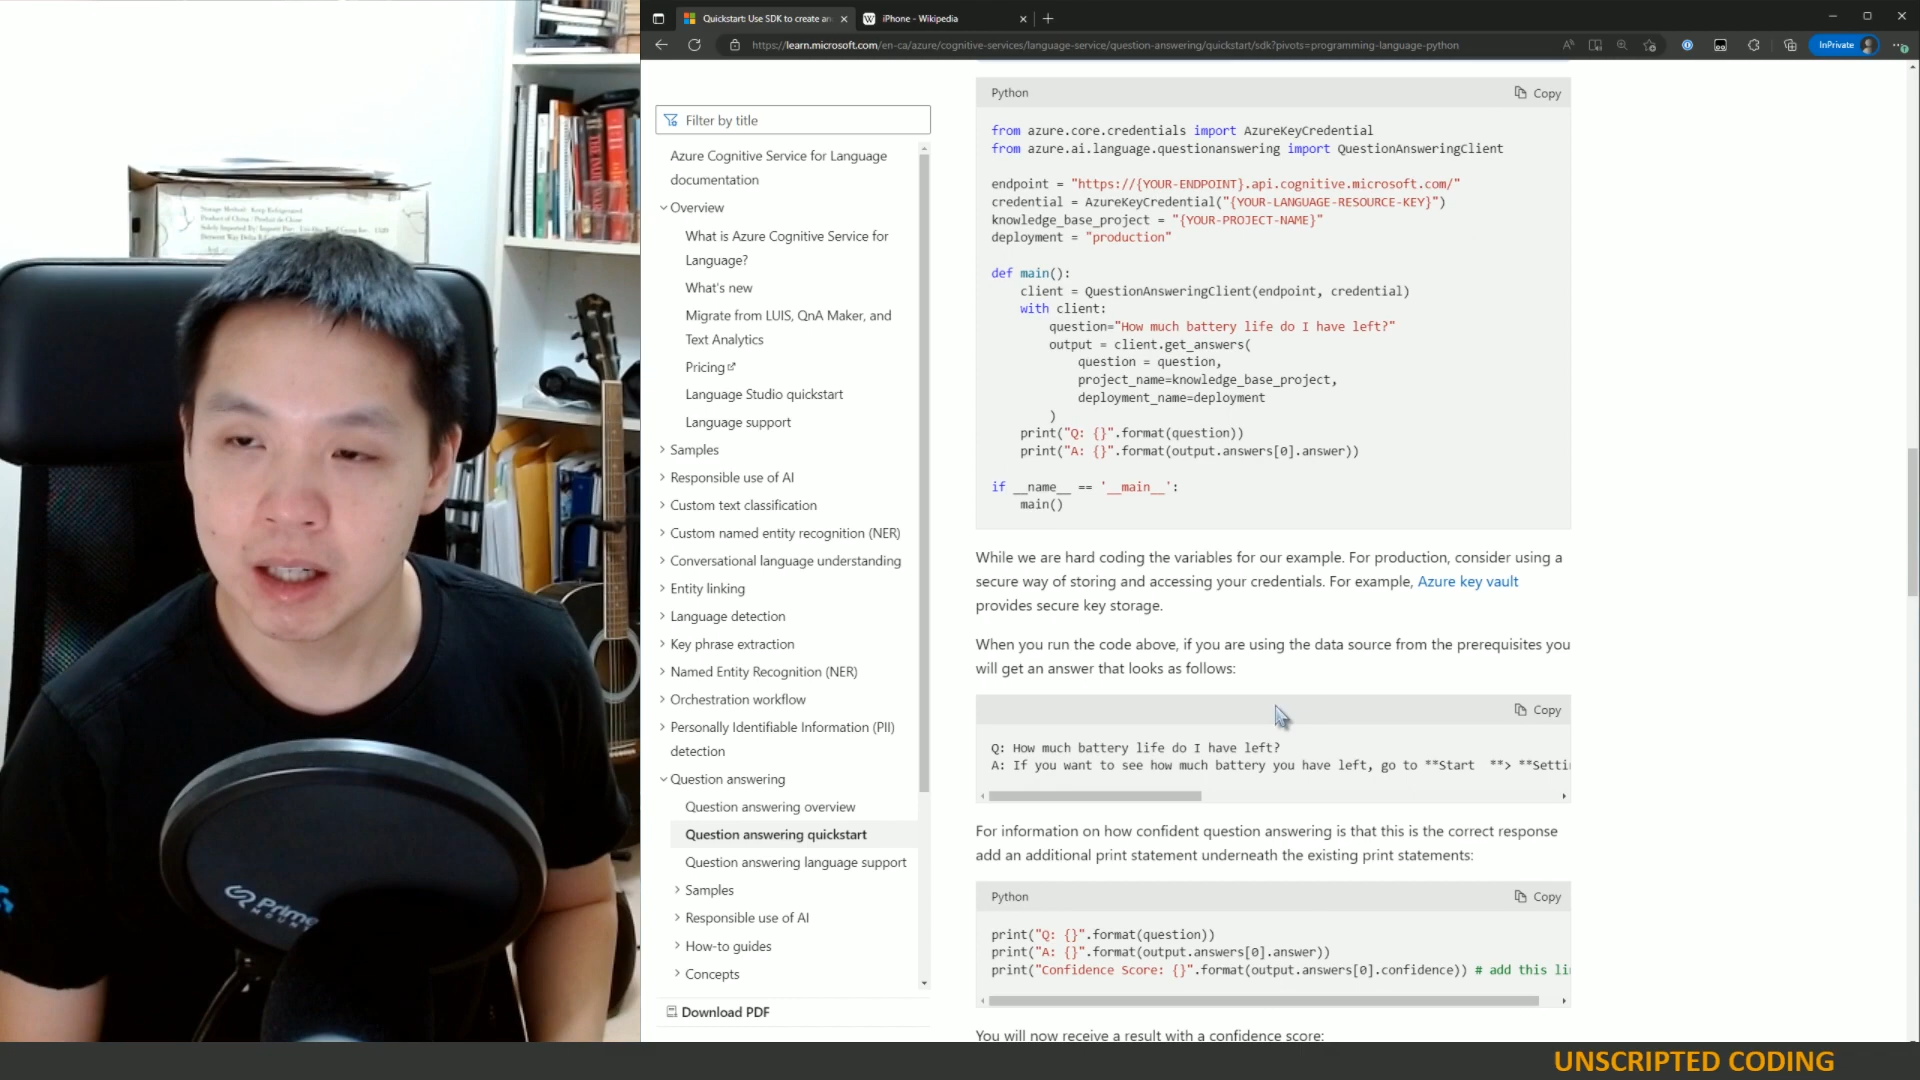 Quickstart: Use SDK to create an
iPhone - Wikipedia
https://learn.microsoft.com/en-ca/azure/cognitive-services/language-service/question-answering/quickstart/sdk?pivots=programming-language-python
InPrivate
Filter by title
Azure Cognitive Service for Language
documentation
Overview
What is Azure Cognitive Service for
Language?
What's new
Migrate from LUIS, QnA Maker, and
Text Analytics
Pricing
Language Studio quickstart
Language support
Samples
Responsible use of AI
Custom text classification
Custom named entity recognition (NER)
Conversational language understanding
Entity linking
Language detection
Key phrase extraction
Named Entity Recognition (NER)
Orchestration workflow
Personally Identifiable Information (PII)
detection
Question answering
Question answering overview
Question answering quickstart
Question answering language support
Samples
Responsible use of AI
How-to guides
Concepts
Download PDF
Python
Copy
from azure.core.credentials import AzureKeyCredential
from azure.ai.language.questionanswering import QuestionAnsweringClient
endpoint = "https://{YOUR-ENDPOINT}.api.cognitive.microsoft.com/"
credential = AzureKeyCredential("{YOUR-LANGUAGE-RESOURCE-KEY}")
knowledge_base_project = "{YOUR-PROJECT-NAME}"
deployment = "production"
def main():
client = QuestionAnsweringClient(endpoint, credential)
with client:
question="How much battery life do I have left?"
output = client.get_answers(
question = question,
project_name=knowledge_base_project,
deployment_name=deployment
)
print("Q: {}".format(question))
print("A: {}".format(output.answers[0].answer))
if __name__ == '__main__':
main()
While we are hard coding the variables for our example. For production, consider using a
secure way of storing and accessing your credentials. For example, Azure key vault
provides secure key storage.
When you run the code above, if you are using the data source from the prerequisites you
will get an answer that looks as follows:
Copy
Q: How much battery life do I have left?
A: If you want to see how much battery you have left, go to **Start  **> **Setti
For information on how confident question answering is that this is the correct response
add an additional print statement underneath the existing print statements:
Python
Copy
print("Q: {}".format(question))
print("A: {}".format(output.answers[0].answer))
print("Confidence Score: {}".format(output.answers[0].confidence)) # add this li
You will now receive a result with a confidence score:
Prime
MOUNT
UNSCRIPTED CODING